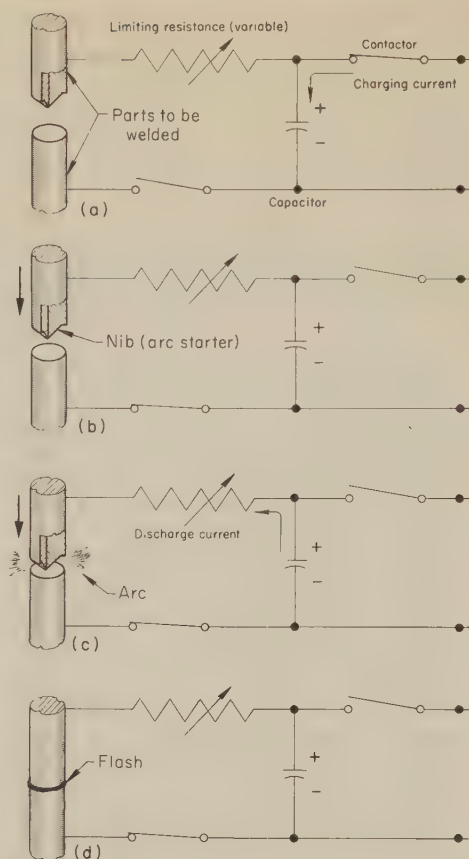 Limiting resistance (variable)
Contactor
Charging current
+
Parts to be
welded
-
Capacitor
(a)
+
Nib (arc starter)
-
(b)
Discharge current
+
Arc
-
(c)
+
Flash
-
(d)